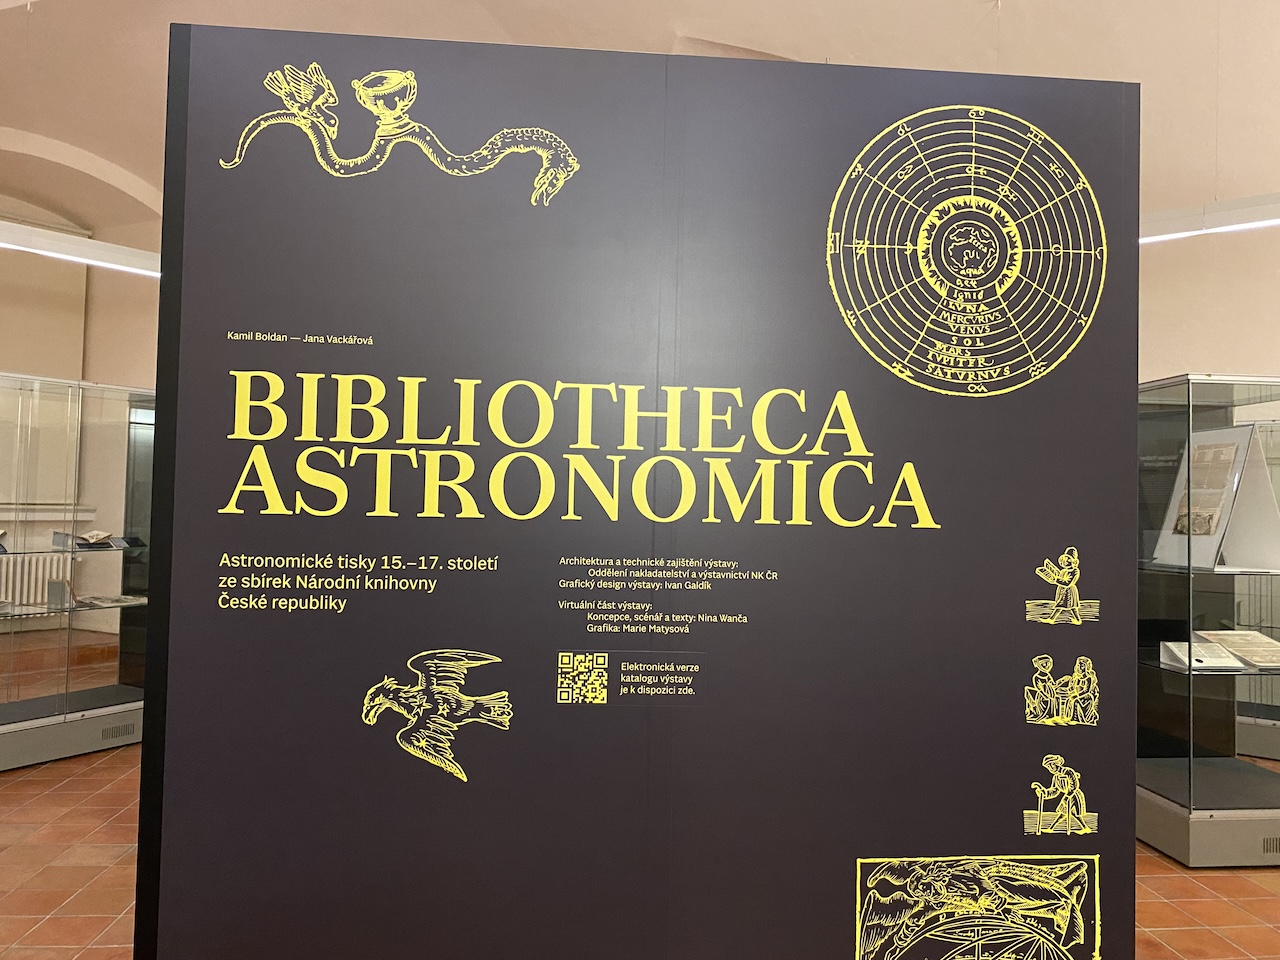 Kamil Boldan — Jana Vackářová
BIBLIOTHECA
ASTRONOMICA
Astronomické tisky 15.–17. století
ze sbírek Národní knihovny
České republiky
Architektura a technické zajištění výstavy:
Oddělení nakladatelství a výstavnictví NK ČR
Grafický design výstavy: Ivan Galdík
Virtuální část výstavy:
Koncepce, scénář a texty: Nina Wanča
Grafika: Marie Matysová
Elektronická verze
katalogu výstavy
je k dispozici zde.
terra
aqua
aer
ignis
LVNA
MERCVRIVS
VENVS
SOL
MARS
IVPITER
SATVRNVS